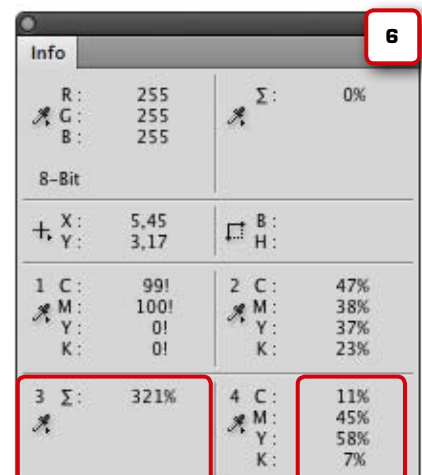 6
Info
R: 255
G: 255
B: 255
8-Bit
Σ: 0%
X: 5,45
Y: 3,17
B:
H:
1 C: 99!
M: 100!
Y: 0!
K: 0!
2 C: 47%
M: 38%
Y: 37%
K: 23%
3 Σ: 321%
4 C: 11%
M: 45%
Y: 58%
K: 7%